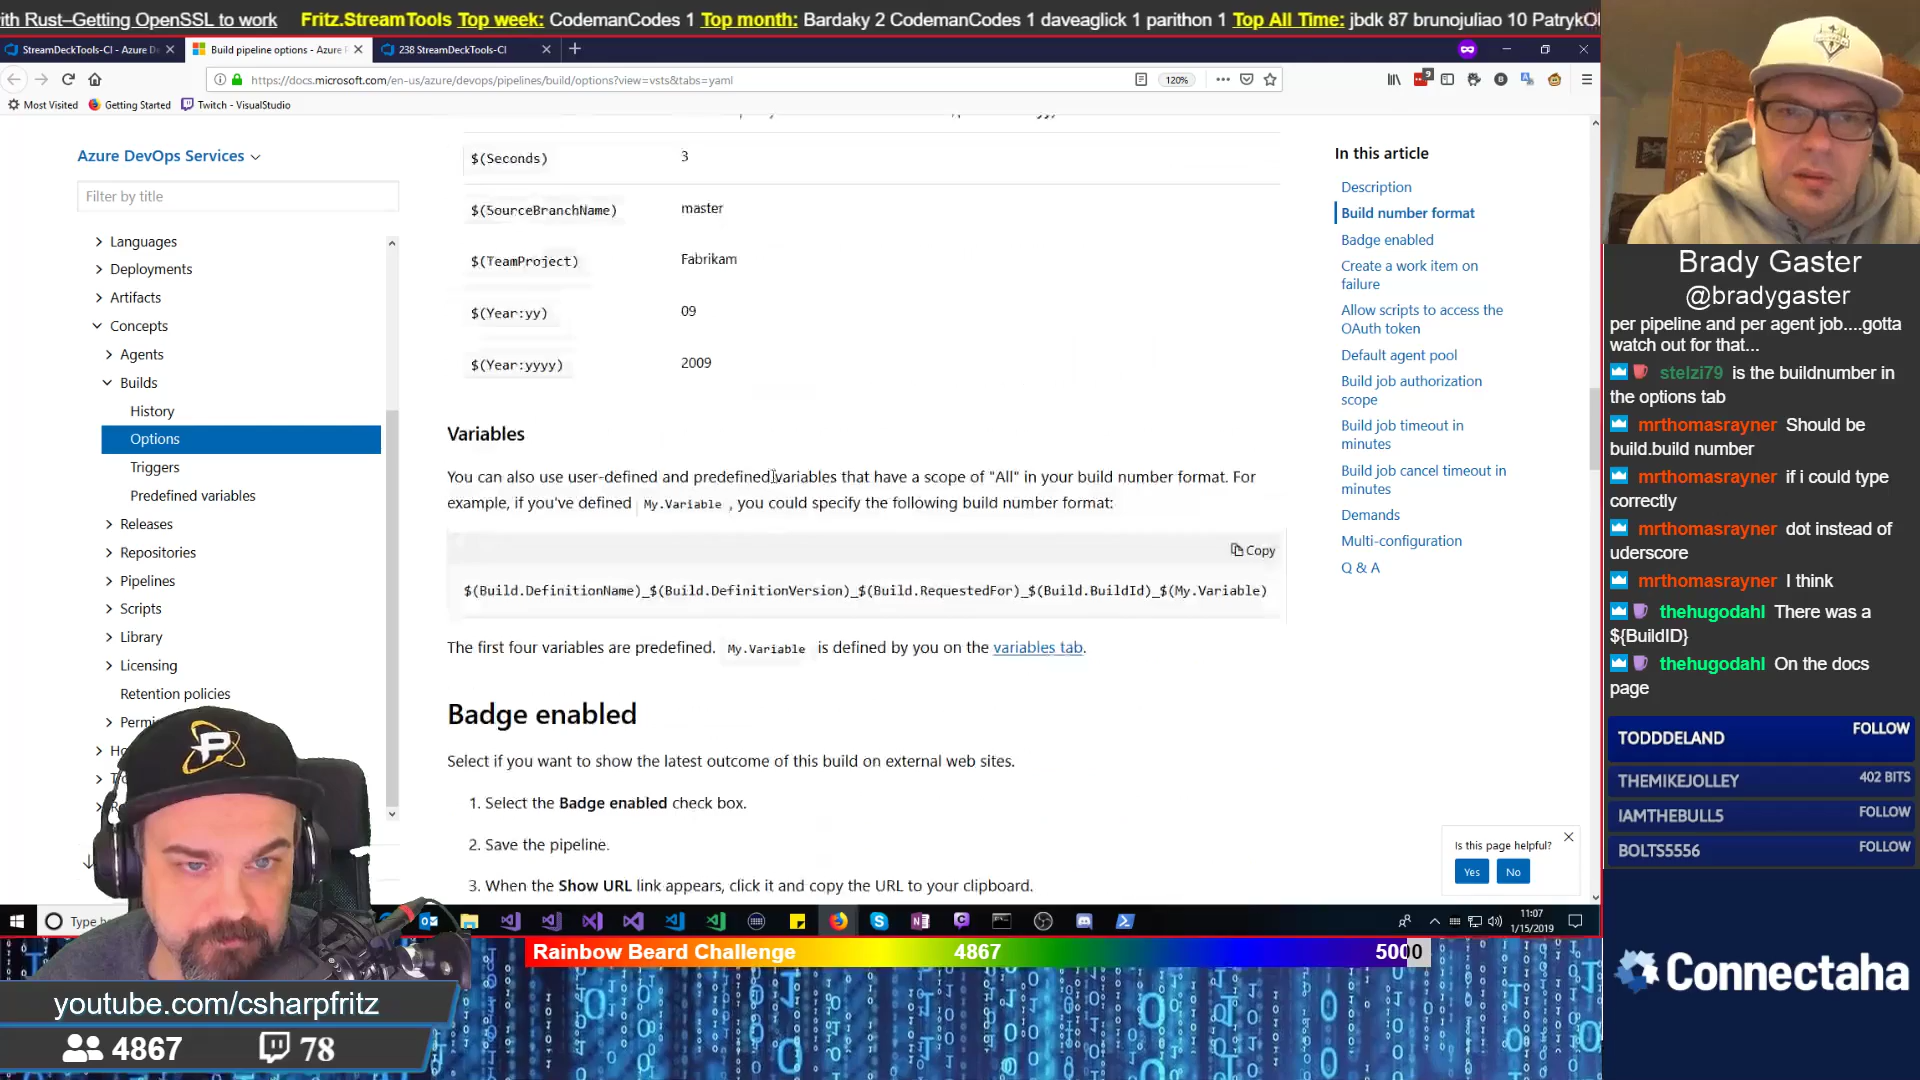 with Rust–Getting OpenSSL to work Fritz.StreamTools Top week: CodemanCodes 1 Top month: Bardaky 2 CodemanCodes 1 daveaglick 1 parithon 1 Top All Time: jbdk 87 brunojuliao 10
StreamDeckTools-CI - Azure D
Build pipeline options - Azure
238 StreamDeckTools-CI
https://docs.microsoft.com/en-us/azure/devops/pipelines/build/options?view=vsts&tabs=yaml
120%
Most Visited
Getting Started
Twitch - VisualStudio
Azure DevOps Services
Filter by title
Languages
Deployments
Artifacts
Concepts
Agents
Builds
History
Options
Triggers
Predefined variables
Releases
Repositories
Pipelines
Scripts
Library
Licensing
Retention policies
$(Seconds) 3
$(SourceBranchName) master
$(TeamProject) Fabrikam
$(Year:yy) 09
$(Year:yyyy) 2009
Variables
You can also use user-defined and predefined variables that have a scope of "All" in your build number format. For
example, if you've defined My.Variable , you could specify the following build number format:
Copy
$(Build.DefinitionName)_$(Build.DefinitionVersion)_$(Build.RequestedFor)_$(Build.BuildId)_$(My.Variable)
The first four variables are predefined. My.Variable is defined by you on the variables tab.
Badge enabled
Select if you want to show the latest outcome of this build on external web sites.
1. Select the Badge enabled check box.
2. Save the pipeline.
3. When the Show URL link appears, click it and copy the URL to your clipboard.
In this article
Description
Build number format
Badge enabled
Create a work item on
failure
Allow scripts to access the
OAuth token
Default agent pool
Build job authorization
scope
Build job timeout in
minutes
Build job cancel timeout in
minutes
Demands
Multi-configuration
Q & A
Is this page helpful?
Yes No
Type he
11:07
1/15/2019
Brady Gaster
@bradygaster
per pipeline and per agent job....gotta
watch out for that...
stelzi79 is the buildnumber in
the options tab
mrthomasrayner Should be
build.build number
mrthomasrayner if i could type
correctly
mrthomasrayner dot instead of
uderscore
mrthomasrayner I think
thehugodahl There was a
${BuildID}
thehugodahl On the docs
page
TODDDELAND FOLLOW
THEMIKEJOLLEY 402 BITS
IAMTHEBULL5 FOLLOW
BOLTS5556 FOLLOW
Rainbow Beard Challenge 4867 5000
youtube.com/csharpfritz
4867 78
Connectaha